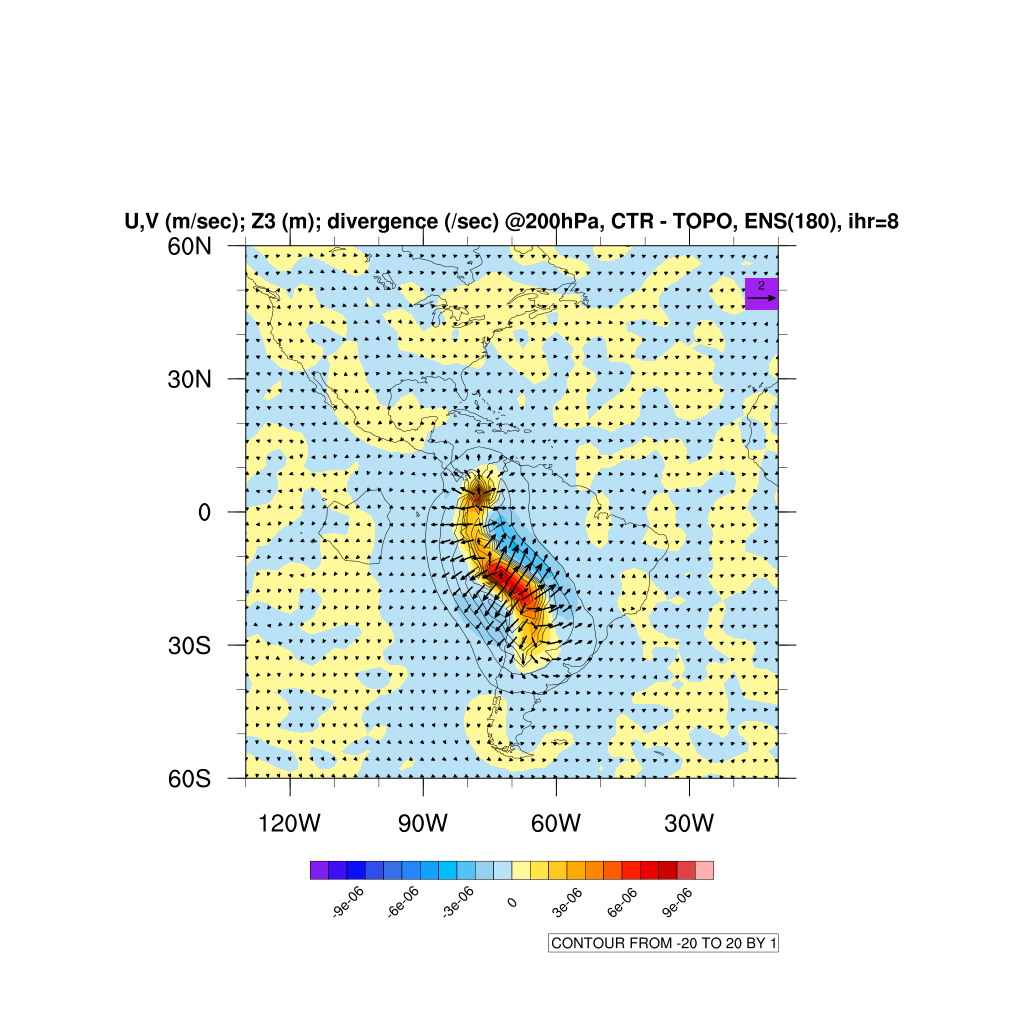 U,V (m/sec); Z3 (m); divergence (/sec) @200hPa, CTR - TOPO, ENS(180), ihr=8
60N
2
30N
0
30S
60S
120W 90W 60W 30W
-9e-06 -6e-06 -3e-06 0 3e-06 6e-06 9e-06
CONTOUR FROM -20 TO 20 BY 1